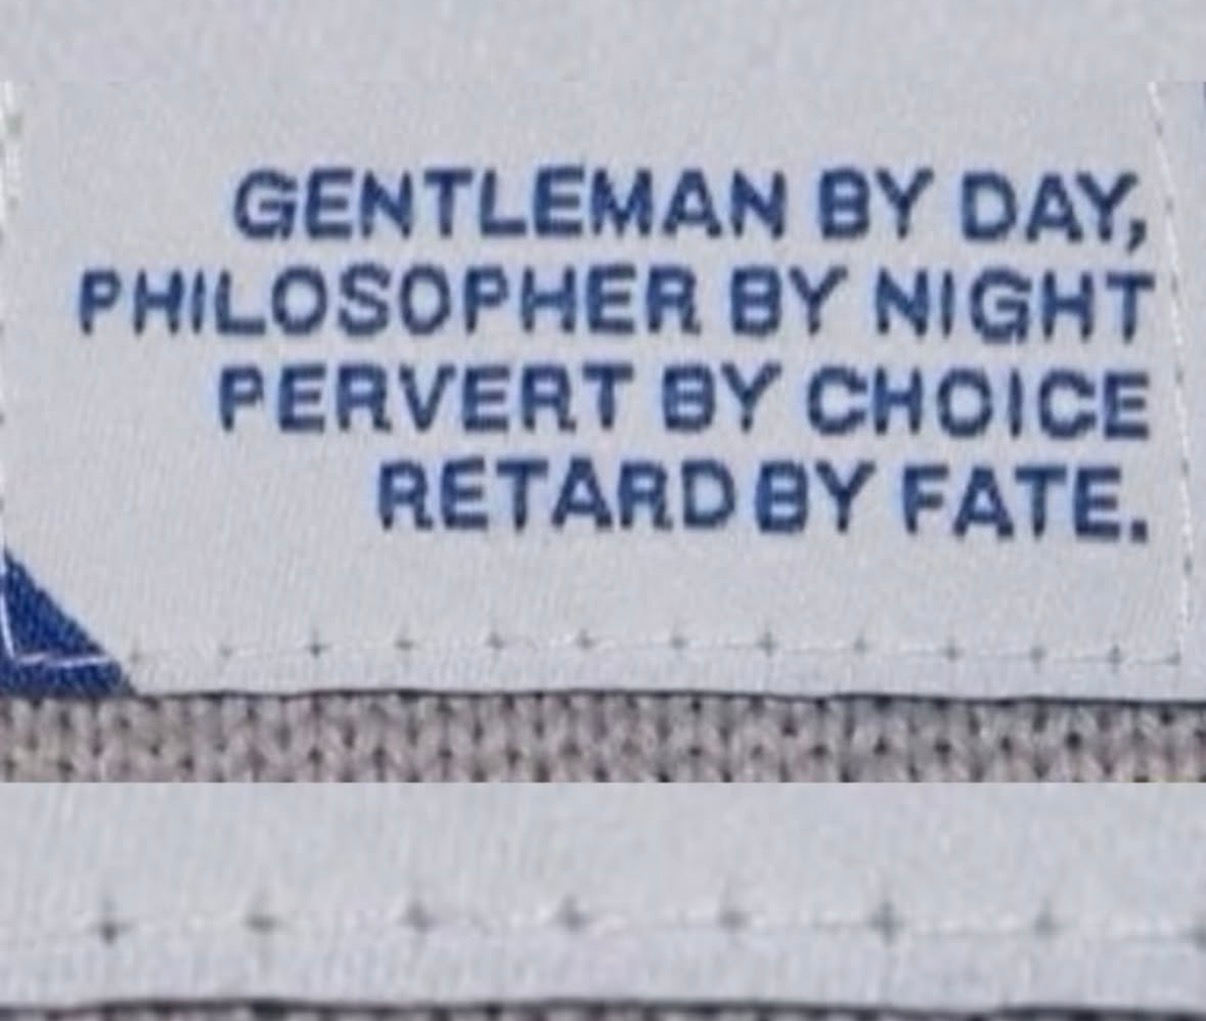 GENTLEMAN BY DAY,
PHILOSOPHER BY NIGHT
PERVERT BY CHOICE
RETARD BY FATE.